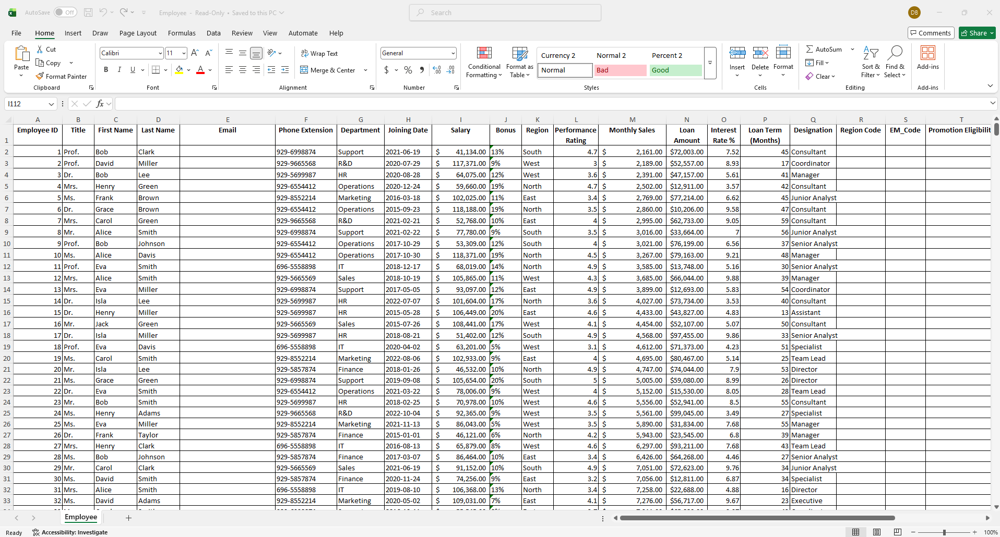 AutoSave Off Employee - Read-Only • Saved to this PC Search DB
File Home Insert Draw Page Layout Formulas Data Review View Automate Help Comments Share
Cut Calibri 11 A A Wrap Text General Currency 2 Normal 2 Percent 2 AutoSum
Paste Copy B I U A Merge & Center $ % Conditional Formatting Format as Table Normal Bad Good Insert Delete Format Fill Sort & Filter Find & Select Add-ins
Format Painter Clear
Clipboard Font Alignment Number Styles Cells Editing Add-ins
I112 fx
A B C D E F G H I J K L M N O P Q R S T
1 Employee ID Title First Name Last Name Email Phone Extension Department Joining Date Salary Bonus Region Performance Rating Monthly Sales Loan Amount Interest Rate % Loan Term (Months) Designation Region Code EM_Code Promotion Eligibilit
2 1 Prof. Bob Clark 929-6998874 Support 2021-06-19 $ 41,134.00 13% South 4.7 $ 2,161.00 $72,003.00 7.52 45 Consultant
3 2 Prof. David Miller 929-9665568 R&D 2020-07-29 $ 117,371.00 9% West 3 $ 2,189.00 $52,557.00 8.93 17 Coordinator
4 3 Dr. Bob Lee 929-5699987 HR 2020-08-28 $ 64,075.00 12% West 3.6 $ 2,391.00 $47,157.00 5.61 41 Manager
5 4 Mrs. Henry Green 929-6554412 Operations 2020-12-24 $ 59,660.00 19% North 4.7 $ 2,502.00 $12,911.00 3.57 42 Consultant
6 5 Ms. Frank Brown 929-8552214 Marketing 2016-03-18 $ 102,025.00 11% East 3.4 $ 2,769.00 $77,214.00 6.62 45 Junior Analyst
7 6 Dr. Grace Brown 929-6554412 Operations 2015-09-23 $ 118,188.00 19% North 3.5 $ 2,860.00 $10,206.00 9.58 47 Consultant
8 7 Mrs. Carol Green 929-9665568 R&D 2021-02-21 $ 52,768.00 10% East 4 $ 2,995.00 $62,733.00 9.05 59 Consultant
9 8 Mr. Alice Smith 929-6998874 Support 2021-02-22 $ 77,780.00 9% South 3.5 $ 3,016.00 $33,664.00 7 56 Junior Analyst
10 9 Prof. Bob Johnson 929-6554412 Operations 2017-10-29 $ 53,309.00 12% South 4 $ 3,021.00 $76,199.00 6.56 37 Senior Analyst
11 10 Ms. Alice Davis 929-6554412 Operations 2017-10-30 $ 118,371.00 19% North 4.5 $ 3,267.00 $79,163.00 9.21 48 Manager
12 11 Prof. Eva Smith 696-5558898 IT 2018-12-17 $ 68,019.00 14% North 4.9 $ 3,585.00 $13,748.00 5.16 30 Senior Analyst
13 12 Mrs. Alice Smith 929-5665569 Sales 2018-10-19 $ 105,865.00 11% West 4.3 $ 3,685.00 $66,044.00 9.88 39 Manager
14 13 Mrs. Eva Miller 929-6998874 Support 2017-05-05 $ 93,097.00 12% East 4.9 $ 3,899.00 $12,693.00 5.83 54 Coordinator
15 14 Dr. Isla Lee 929-5699987 HR 2022-07-07 $ 101,604.00 17% North 3.6 $ 4,027.00 $73,734.00 3.53 40 Consultant
16 15 Dr. Henry Miller 929-5699987 HR 2015-05-28 $ 106,449.00 20% East 4.6 $ 4,433.00 $43,827.00 4.83 13 Assistant
17 16 Mr. Jack Green 929-5665569 Sales 2015-07-26 $ 108,441.00 17% West 4.1 $ 4,454.00 $52,107.00 5.07 50 Consultant
18 17 Dr. Isla Miller 929-5699987 HR 2018-08-21 $ 51,402.00 12% South 4.9 $ 4,568.00 $97,455.00 9.86 33 Senior Analyst
19 18 Prof. Eva Davis 696-5558898 IT 2020-04-02 $ 63,201.00 5% West 3.1 $ 4,612.00 $71,373.00 4.23 51 Specialist
20 19 Ms. Carol Smith 929-8552214 Marketing 2022-08-06 $ 102,933.00 9% East 4 $ 4,695.00 $80,467.00 5.14 25 Team Lead
21 20 Mr. Isla Lee 929-5857874 Finance 2018-01-26 $ 46,532.00 10% North 4.9 $ 4,747.00 $74,044.00 7.9 53 Director
22 21 Ms. Grace Green 929-6998874 Support 2019-09-08 $ 105,654.00 20% South 5 $ 5,005.00 $59,080.00 8.99 26 Director
23 22 Dr. Eva Smith 929-6554412 Operations 2021-03-22 $ 78,006.00 9% West 4 $ 5,152.00 $15,530.00 8.05 28 Team Lead
24 23 Mr. Bob Smith 929-5699987 HR 2018-02-25 $ 70,978.00 10% West 4.6 $ 5,556.00 $52,941.00 8.5 55 Consultant
25 24 Ms. Henry Adams 929-9665568 R&D 2022-10-04 $ 92,365.00 9% West 3.5 $ 5,561.00 $99,045.00 3.49 27 Specialist
26 25 Ms. Eva Miller 929-8552214 Marketing 2021-11-13 $ 86,043.00 5% West 3.5 $ 5,890.00 $31,834.00 7.68 55 Manager
27 26 Dr. Frank Taylor 929-5857874 Finance 2015-01-01 $ 46,121.00 6% North 4.2 $ 5,943.00 $23,545.00 6.8 39 Manager
28 27 Mrs. Henry Clark 696-5558898 IT 2016-08-13 $ 65,879.00 8% West 4.6 $ 6,297.00 $93,211.00 7.68 43 Team Lead
29 28 Ms. Bob Johnson 929-5857874 Finance 2017-03-07 $ 86,464.00 10% East 3.4 $ 6,426.00 $64,268.00 4.46 27 Senior Analyst
30 29 Mr. Carol Clark 929-5665569 Sales 2021-06-19 $ 91,152.00 10% South 4.9 $ 7,051.00 $72,623.00 9.76 34 Junior Analyst
31 30 Ms. David Smith 929-5857874 Finance 2020-11-24 $ 74,256.00 9% East 3.2 $ 7,056.00 $12,811.00 6.87 34 Specialist
32 31 Mrs. Alice Smith 696-5558898 IT 2019-08-10 $ 106,368.00 13% North 3.4 $ 7,258.00 $22,688.00 4.88 16 Director
33 32 Ms. David Adams 929-8552214 Marketing 2020-05-02 $ 109,031.00 7% East 4.1 $ 7,276.00 $56,717.00 9.67 23 Executive
Employee
Ready Accessibility: Investigate 100%